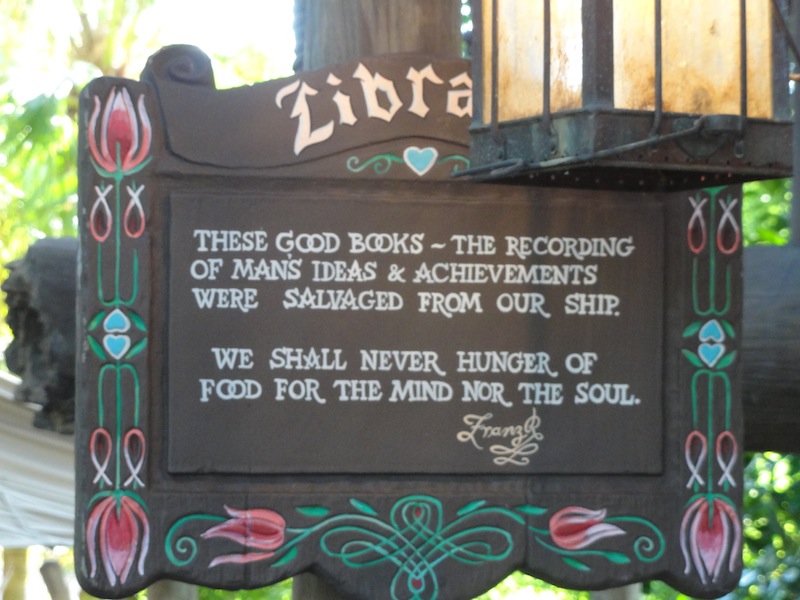 Libra
THESE GOOD BOOKS ~ THE RECORDING
OF MAN'S IDEAS & ACHIEVEMENTS
WERE SALVAGED FROM OUR SHIP.
WE SHALL NEVER HUNGER OF
FOOD FOR THE MIND NOR THE SOUL.
Franz R